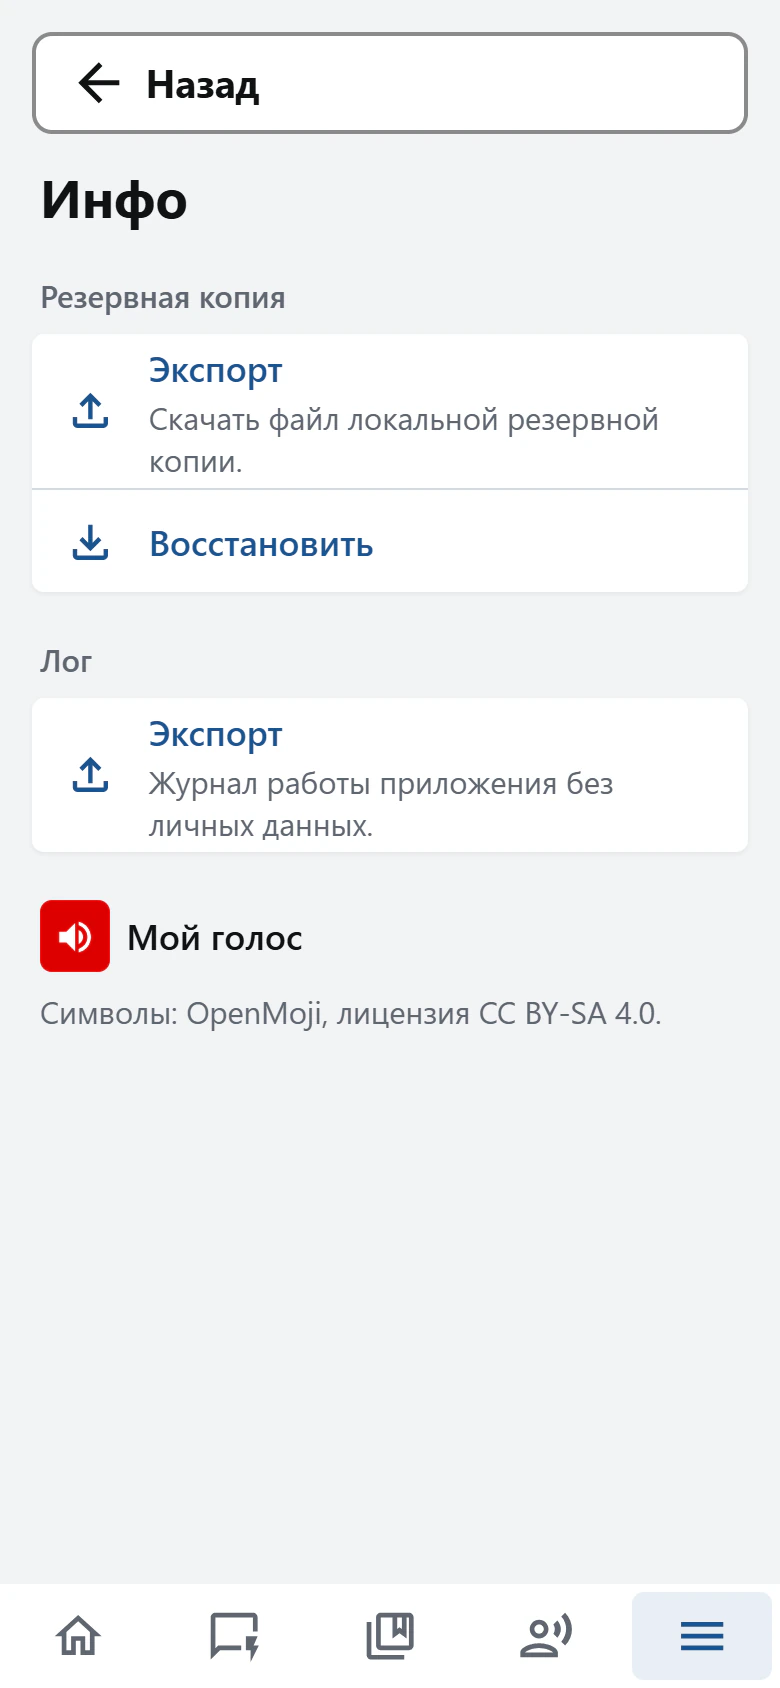 Назад
Инфо
Резервная копия
Экспорт
Скачать файл локальной резервной
копии.
Восстановить
Лог
Экспорт
Журнал работы приложения без
личных данных.
Мой голос
Символы: OpenMoji, лицензия CC BY-SA 4.0.